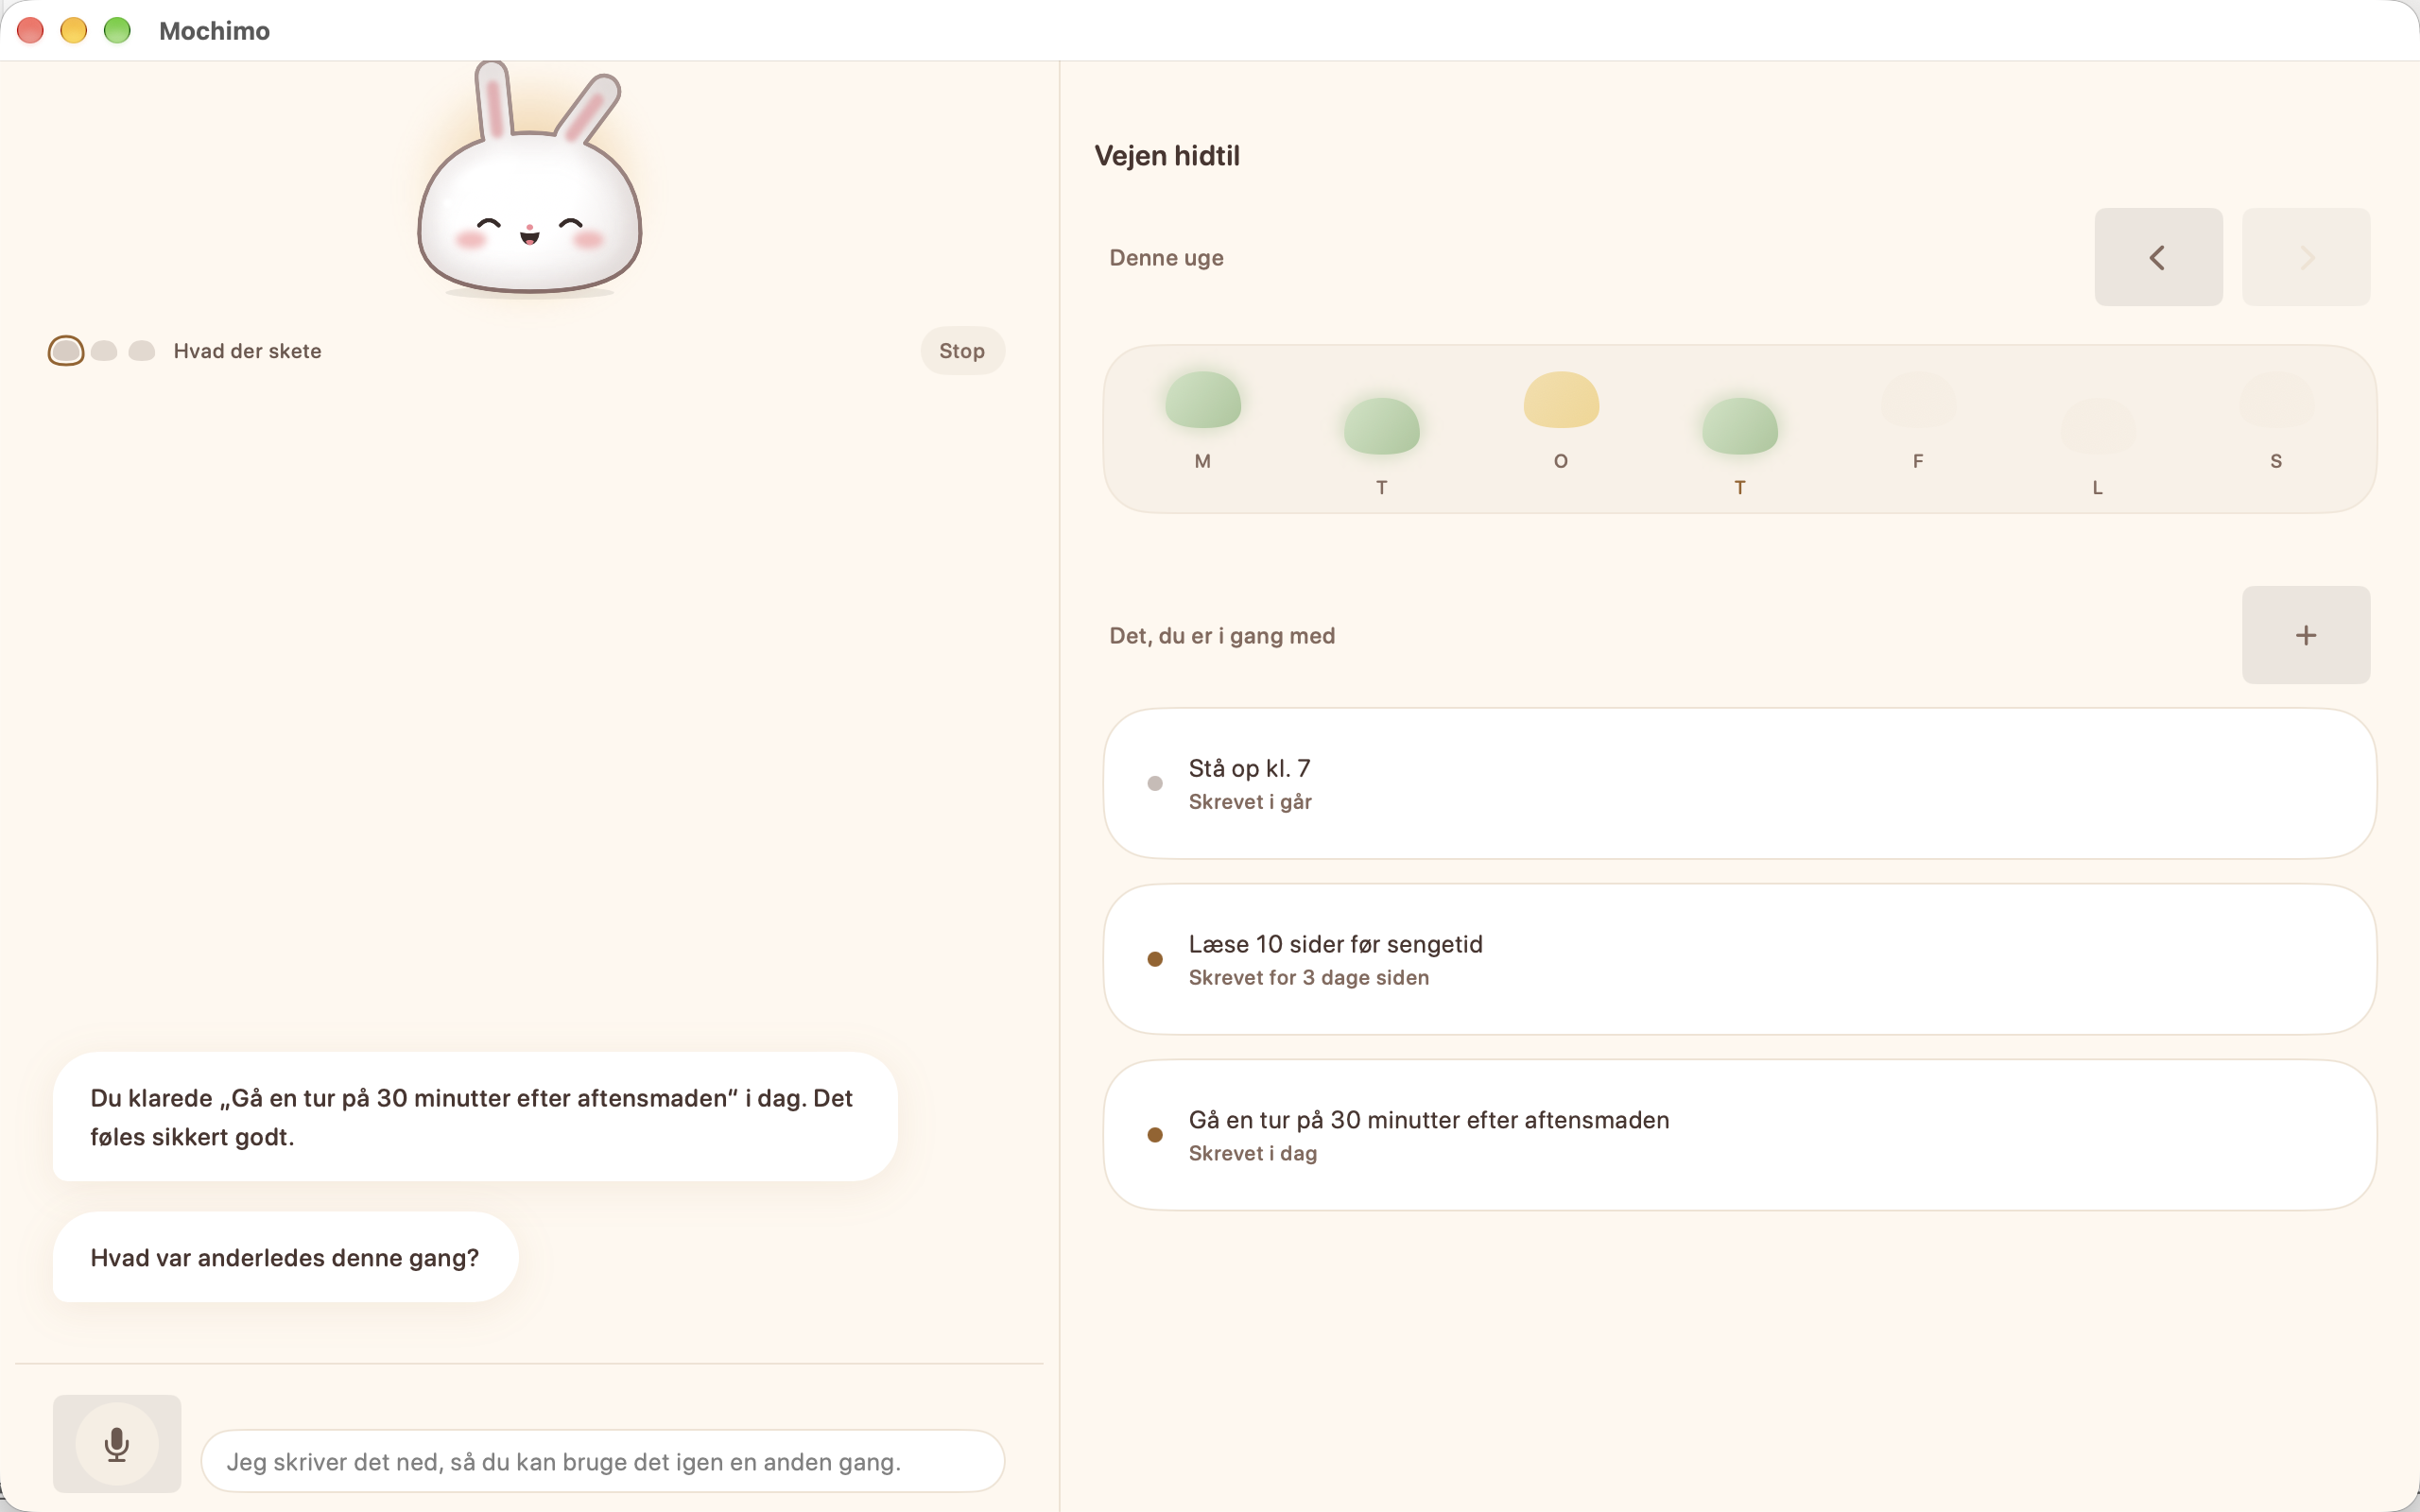 Mochimo
Hvad der skete
Stop
Du klarede „Gå en tur på 30 minutter efter aftensmaden“ i dag. Det
føles sikkert godt.
Hvad var anderledes denne gang?
Jeg skriver det ned, så du kan bruge det igen en anden gang.
Vejen hidtil
Denne uge
M
T
O
T
F
L
S
Det, du er i gang med
Stå op kl. 7
Skrevet i går
Læse 10 sider før sengetid
Skrevet for 3 dage siden
Gå en tur på 30 minutter efter aftensmaden
Skrevet i dag